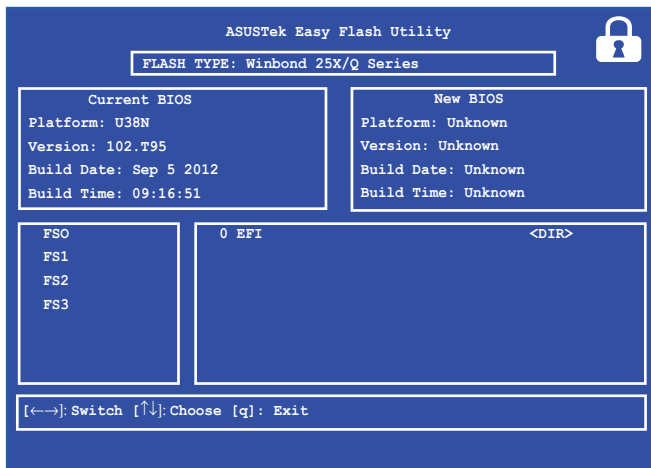 ASUSTek Easy Flash Utility
FLASH TYPE: Winbond 25X/Q Series
Current BIOS
Platform: U38N
Version: 102.T95
Build Date: Sep 5 2012
Build Time: 09:16:51
New BIOS
Platform: Unknown
Version: Unknown
Build Date: Unknown
Build Time: Unknown
FSO
FS1
FS2
FS3
0 EFI <DIR>
[←→]: Switch [↑↓]: Choose [q]: Exit